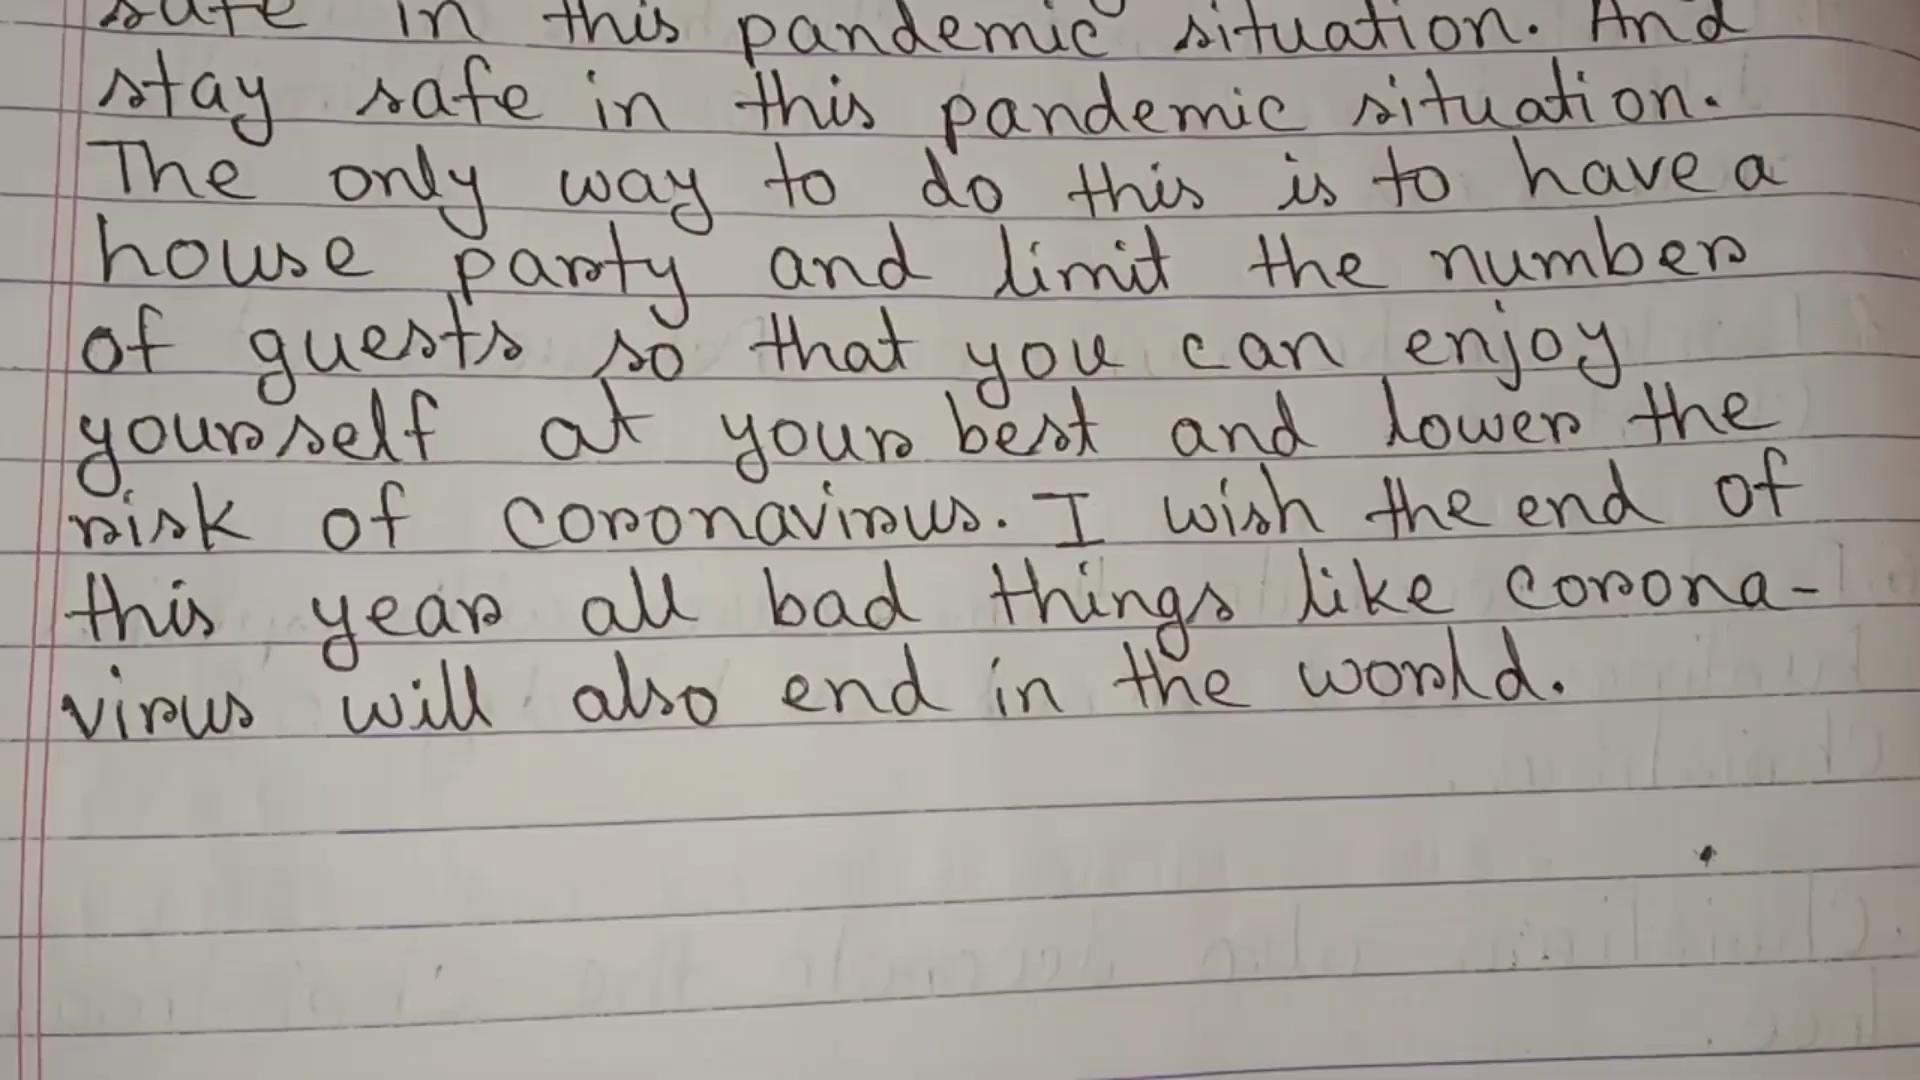 safe in this pandemic situation. And
stay safe in this pandemic situation.
The only way to do this is to have a
house party and limit the number
of guests so that you can enjoy
yourself at your best and lower the
risk of coronavirus. I wish the end of
this year all bad things like corona-
virus will also end in the world.